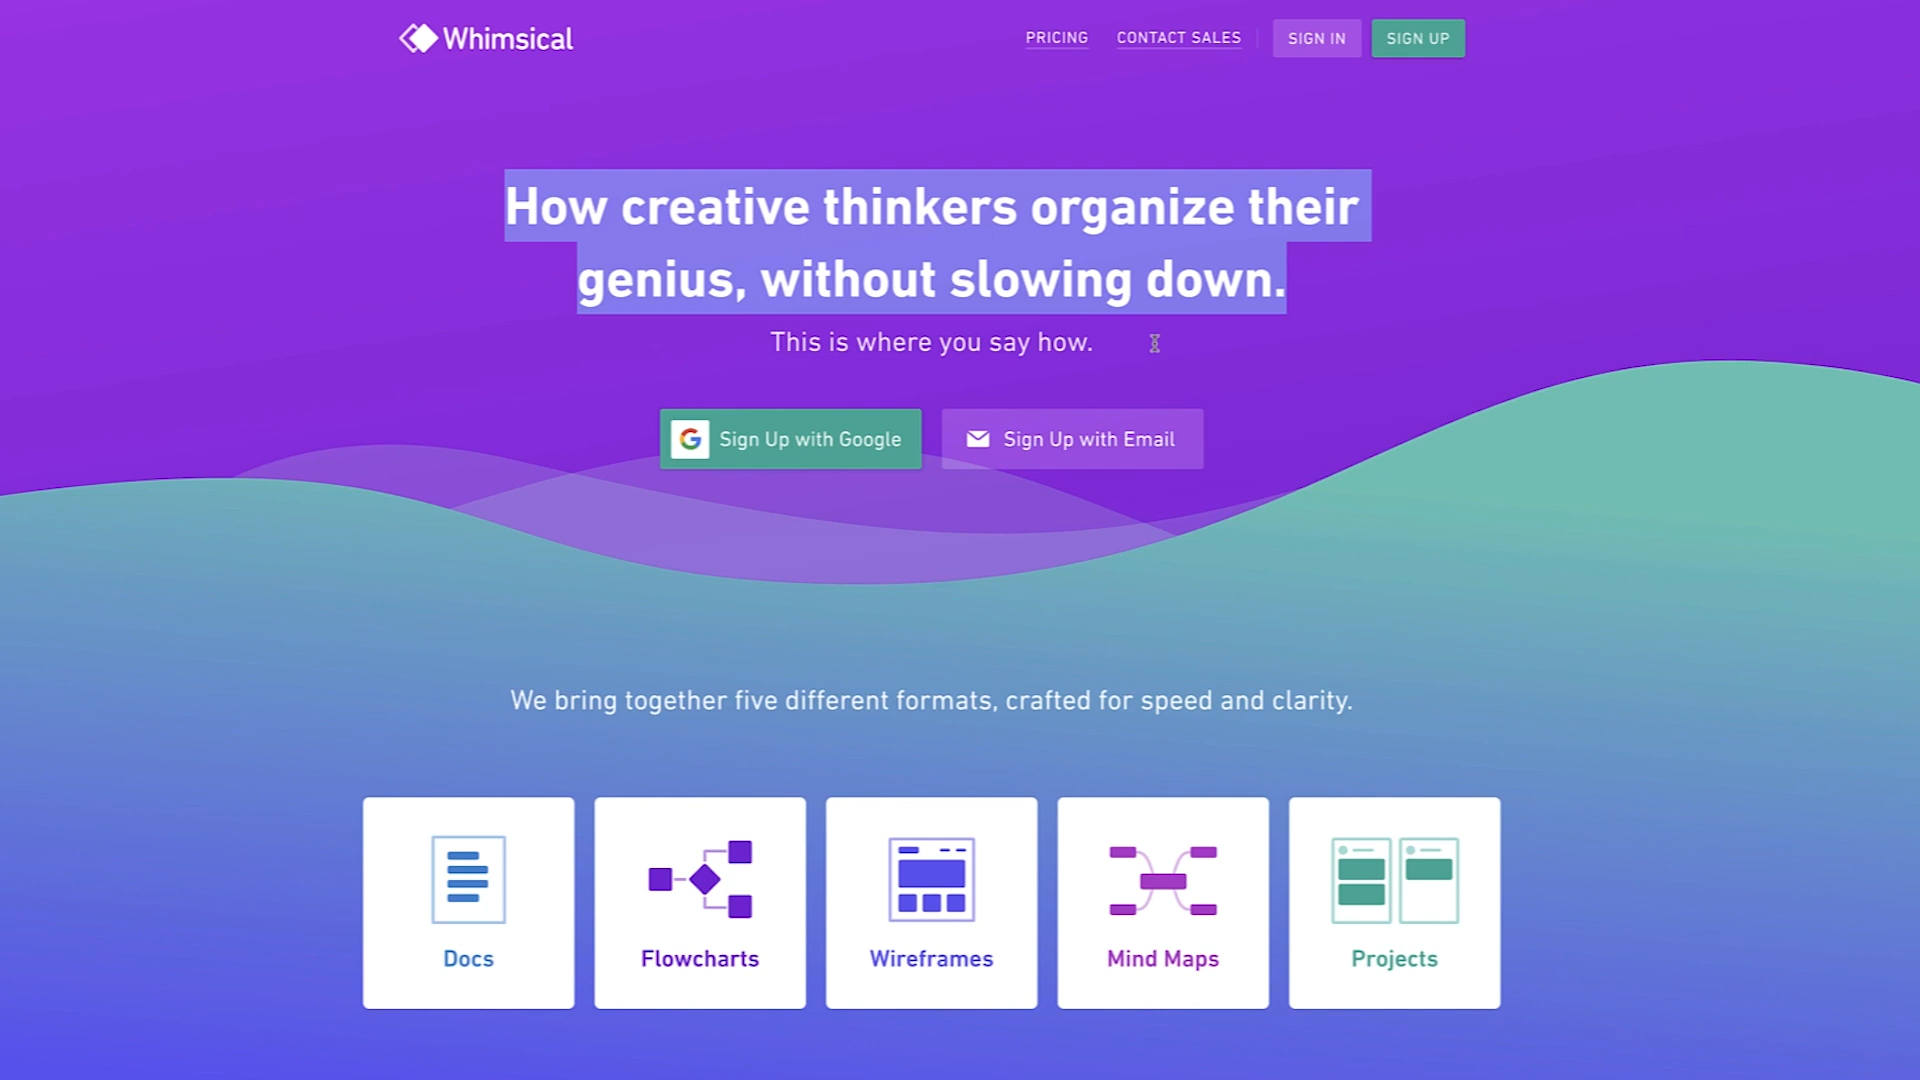 Whimsical
PRICING
CONTACT SALES
SIGN IN
SIGN UP
How creative thinkers organize their
genius, without slowing down.
This is where you say how.
Sign Up with Google
Sign Up with Email
We bring together five different formats, crafted for speed and clarity.
Docs
Flowcharts
Wireframes
Mind Maps
Projects